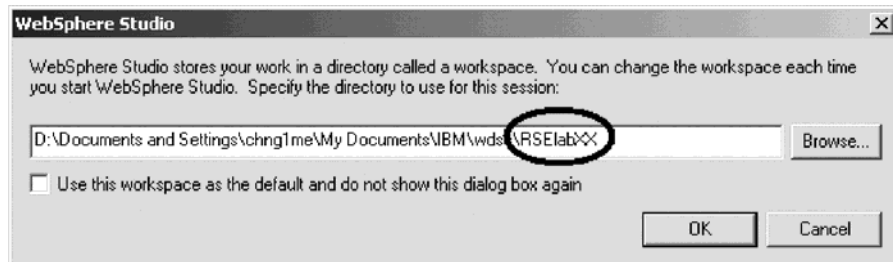 WebSphere Studio
WebSphere Studio stores your work in a directory called a workspace. You can change the workspace each time
you start WebSphere Studio. Specify the directory to use for this session:
D:\Documents and Settings\chng1me\My Documents\IBM\wds\RSElabXX
Browse...
Use this workspace as the default and do not show this dialog box again
OK
Cancel